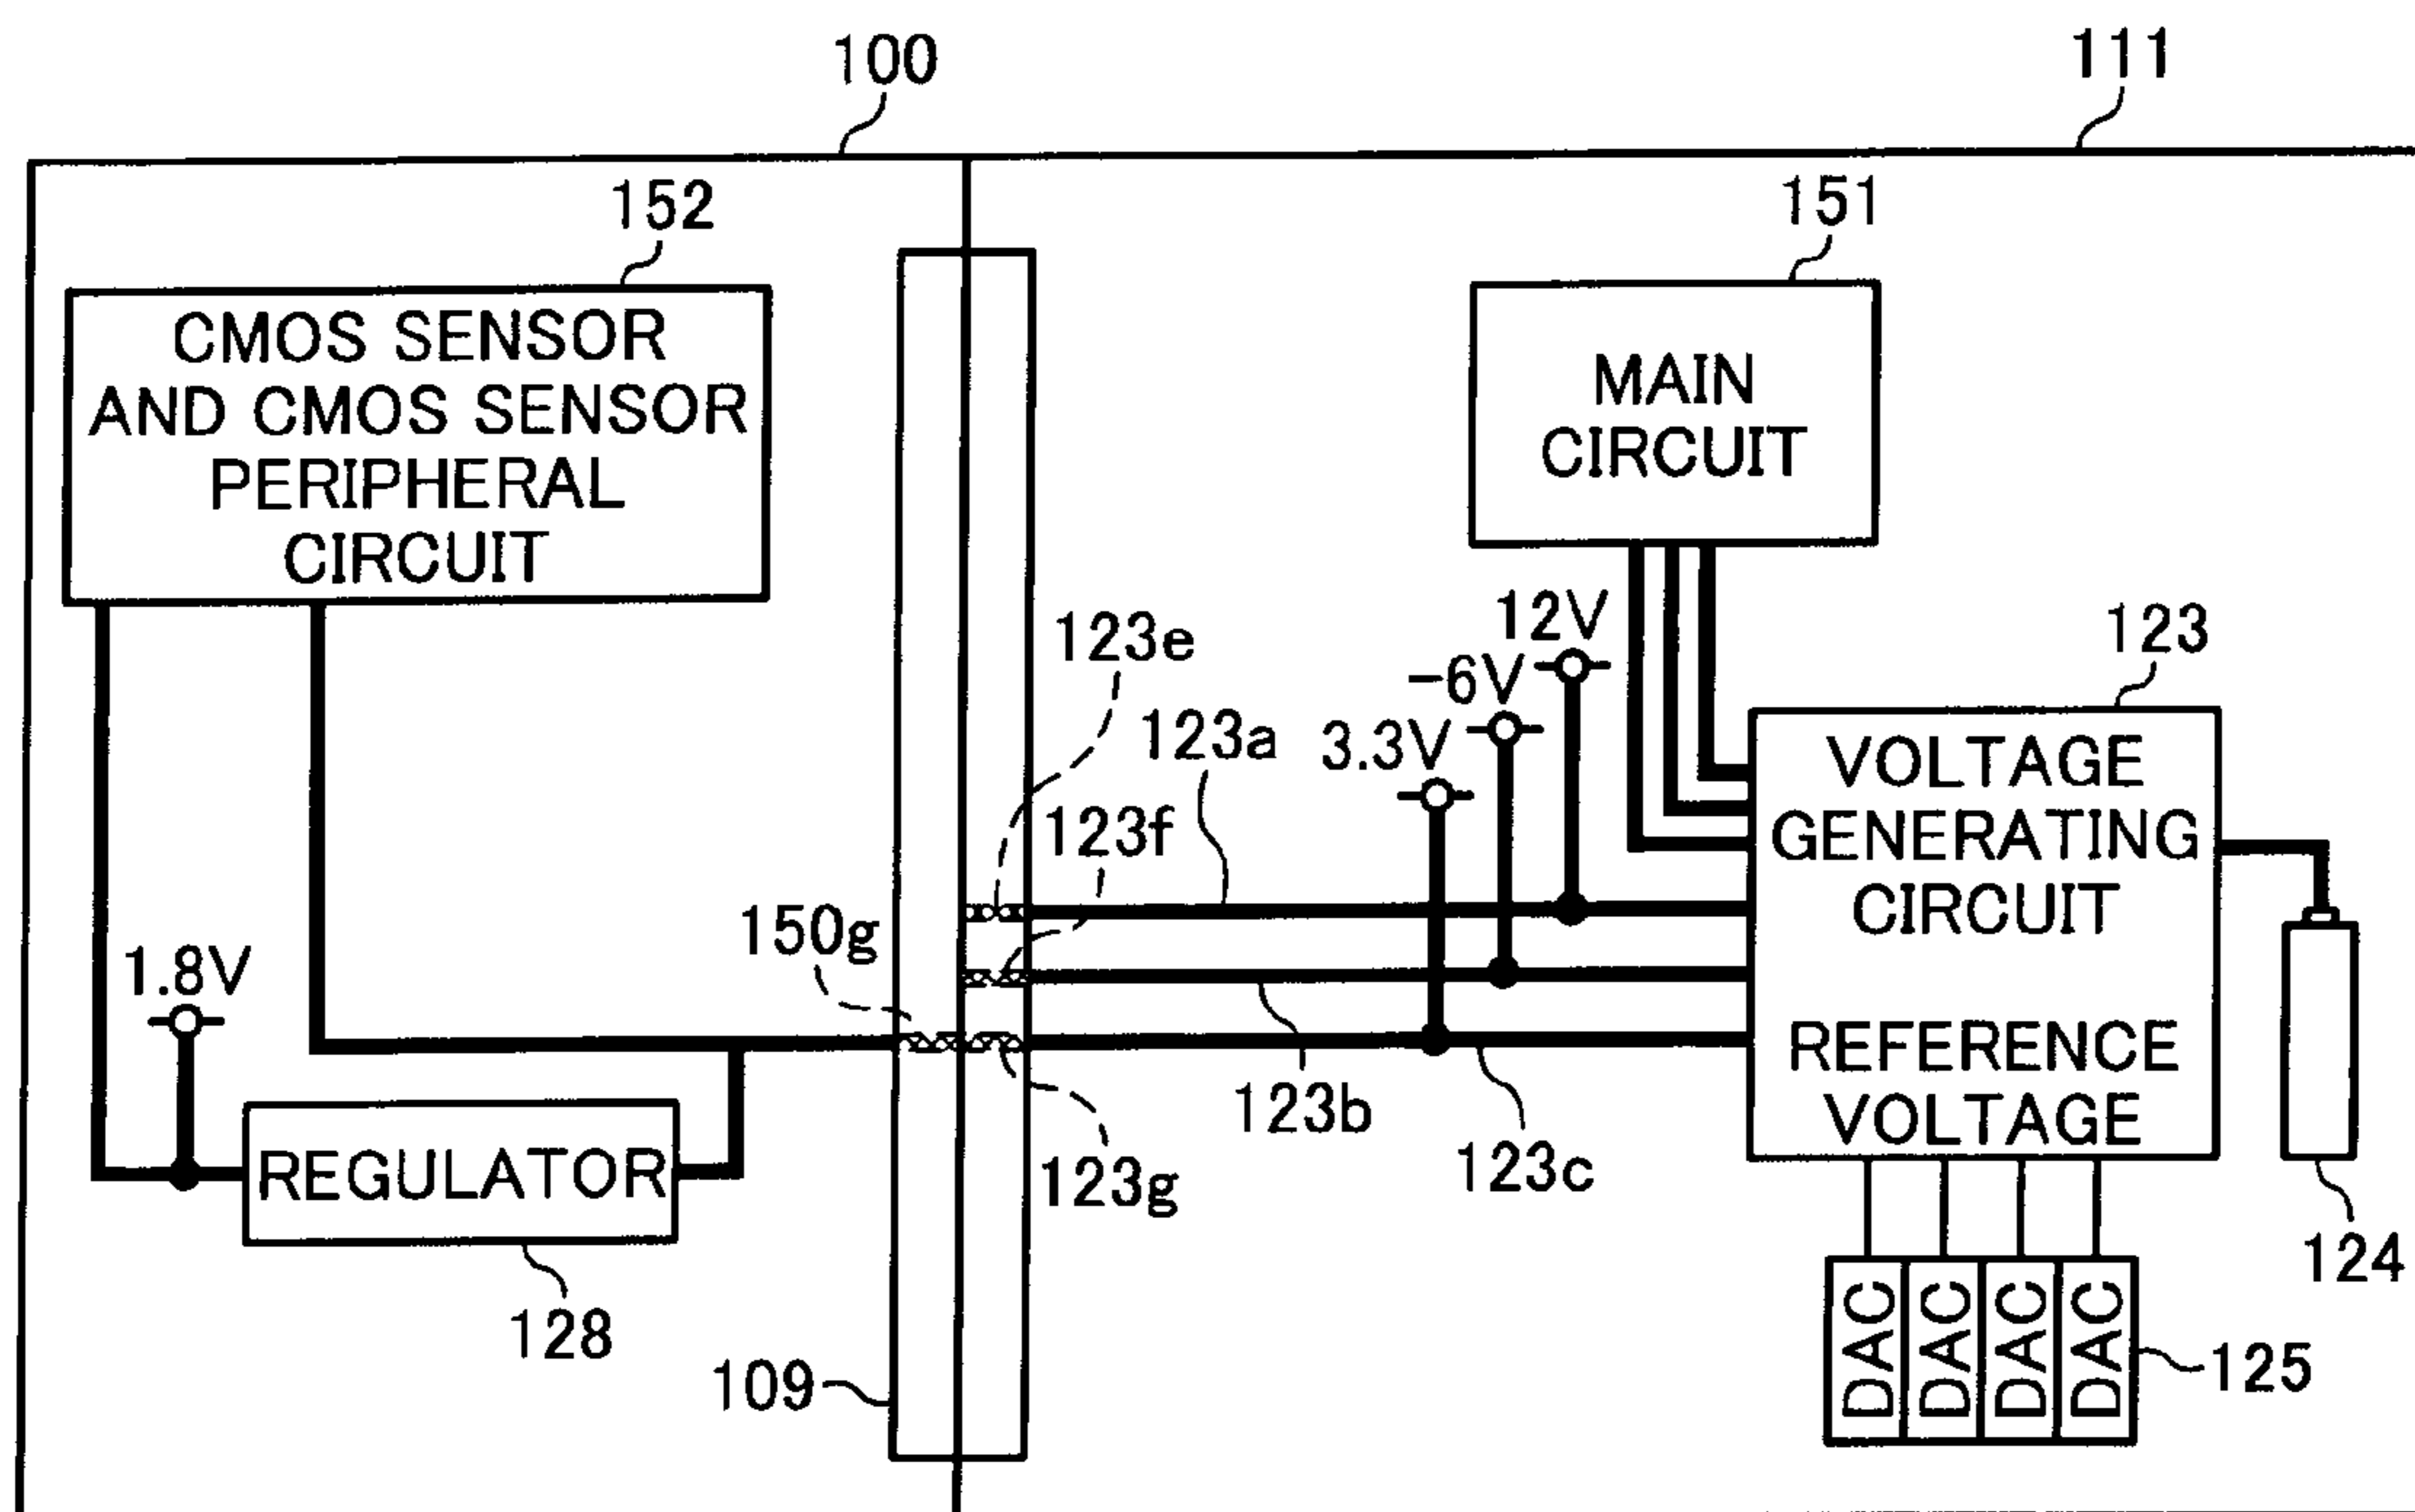 100
111
152
151
CMOS SENSOR
AND CMOS SENSOR
PERIPHERAL
CIRCUIT
MAIN
CIRCUIT
123e
12V
-6V
3.3V
123
123a
123f
VOLTAGE
GENERATING
CIRCUIT
REFERENCE
VOLTAGE
150g
1.8V
123b
123c
123g
REGULATOR
128
109
124
DAC
DAC
DAC
DAC
125